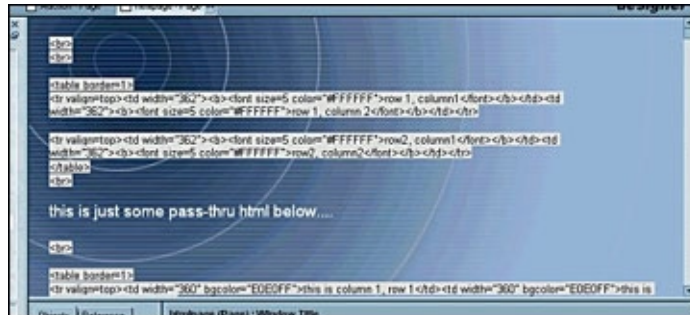 Designer
<br>
<br>
<table border=1>
<tr valign=top><td width="362"><b><font size=5 color="#FFFFFF">row 1, column1</font></b></td><td
width="362"><b><font size=5 color="#FFFFFF">row 1, column 2</font></b></td></tr>
<tr valign=top><td width="362"><b><font size=5 color="#FFFFFF">row2, column1</font></b></td><td
width="362"><b><font size=5 color="#FFFFFF">row2, column2</font></b></td></tr>
</table>
<br>
this is just some pass-thru html below....
<br>
<table border=1>
<tr valign=top><td width="360" bgcolor="E0E0FF">this is column 1, row 1</td><td width="360" bgcolor="E0E0FF">this is
(Page) : Window Title